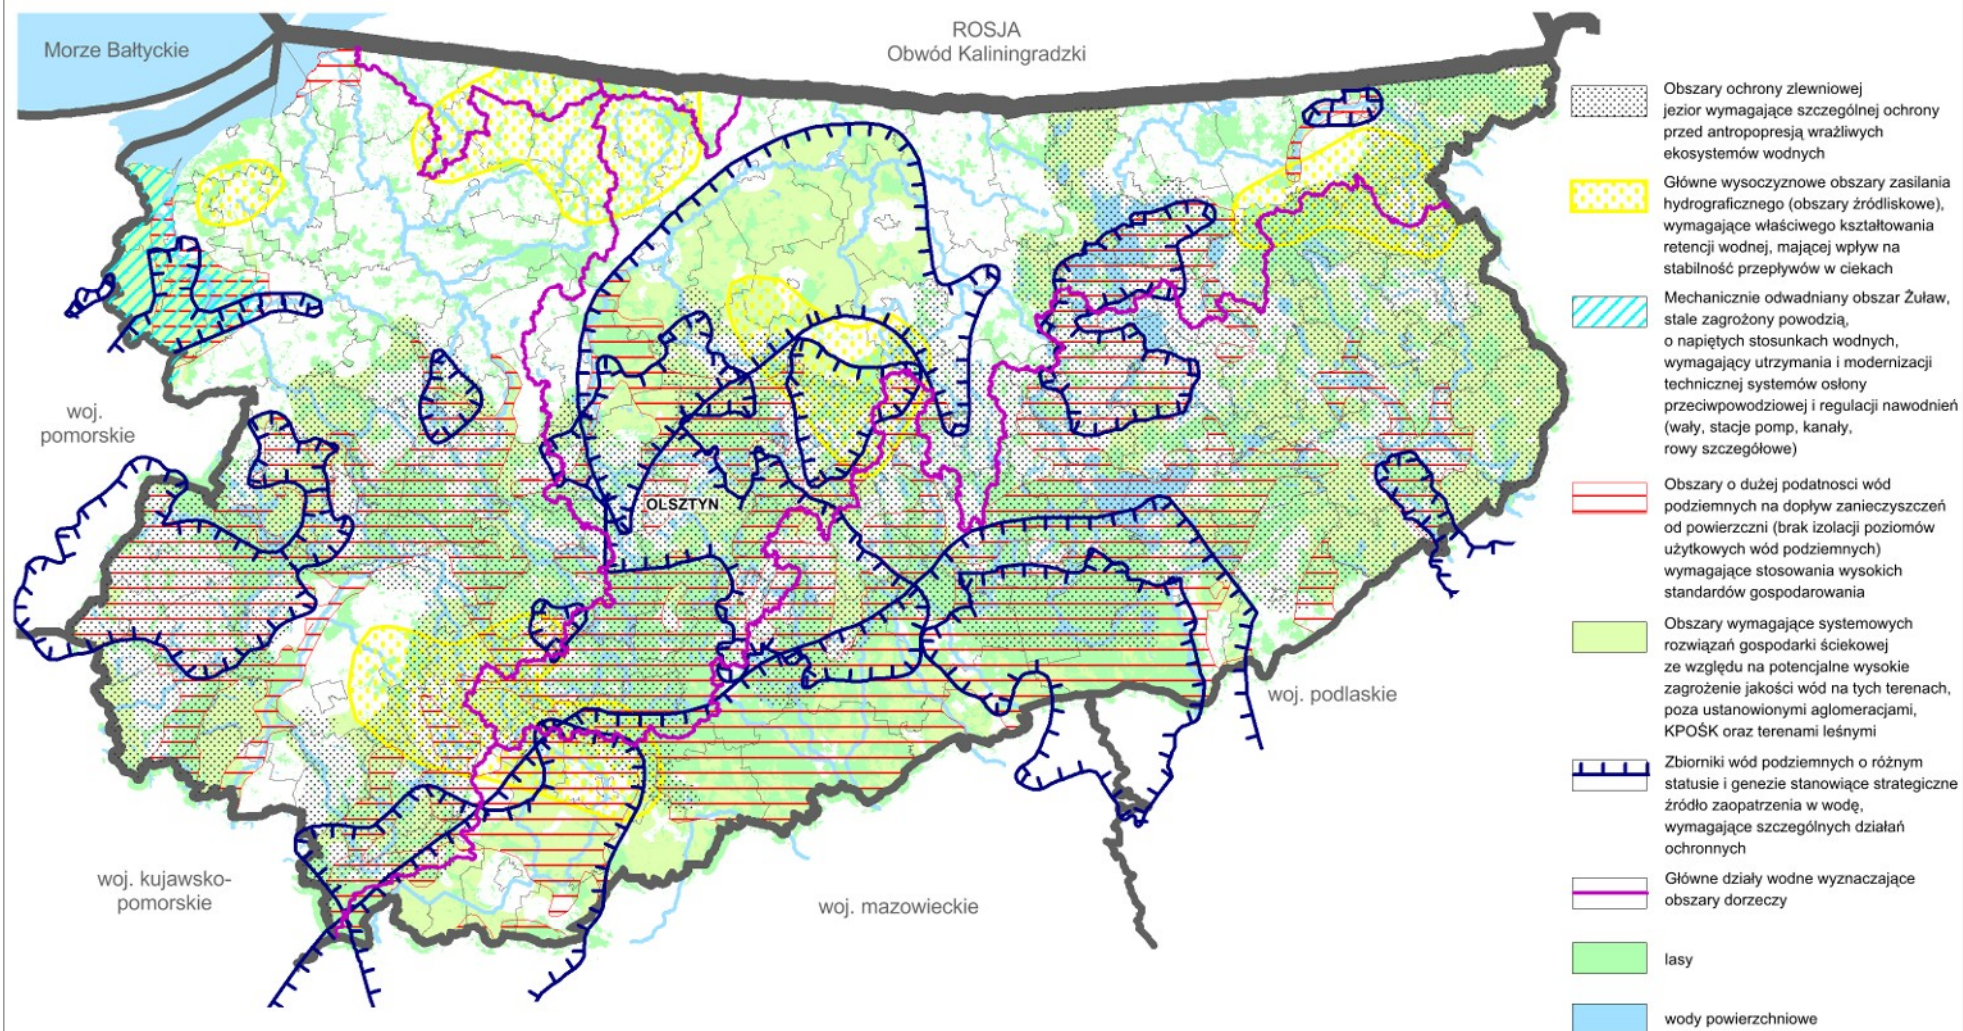 Morze Bałtyckie
ROSJA
Obwód Kaliningradzki
woj.
pomorskie
OLSZTYN
woj. podlaskie
woj. kujawsko-
pomorskie
woj. mazowieckie
Obszary ochrony zlewniowej
jezior wymagające szczególnej ochrony
przed antropopresją wrażliwych
ekosystemów wodnych
Główne wysoczyznowe obszary zasilania
hydrograficznego (obszary źródliskowe),
wymagające właściwego kształtowania
retencji wodnej, mającej wpływ na
stabilność przepływów w ciekach
Mechanicznie odwadniany obszar Żuław,
stale zagrożony powodzią,
o napiętych stosunkach wodnych,
wymagający utrzymania i modernizacji
technicznej systemów osłony
przeciwpowodziowej i regulacji nawodnień
(wały, stacje pomp, kanały,
rowy szczegółowe)
Obszary o dużej podatnosci wód
podziemnych na dopływ zanieczyszczeń
od powierzczni (brak izolacji poziomów
użytkowych wód podziemnych)
wymagające stosowania wysokich
standardów gospodarowania
Obszary wymagające systemowych
rozwiązań gospodarki ściekowej
ze względu na potencjalne wysokie
zagrożenie jakości wód na tych terenach,
poza ustanowionymi aglomeracjami,
KPOŚK oraz terenami leśnymi
Zbiorniki wód podziemnych o różnym
statusie i genezie stanowiące strategiczne
źródło zaopatrzenia w wodę,
wymagające szczególnych działań
ochronnych
Główne działy wodne wyznaczające
obszary dorzeczy
lasy
wody powierzchniowe